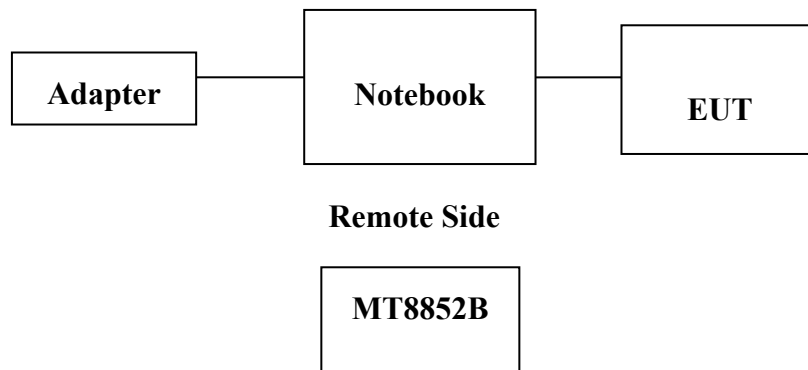 Adapter
Notebook
EUT
Remote Side
MT8852B